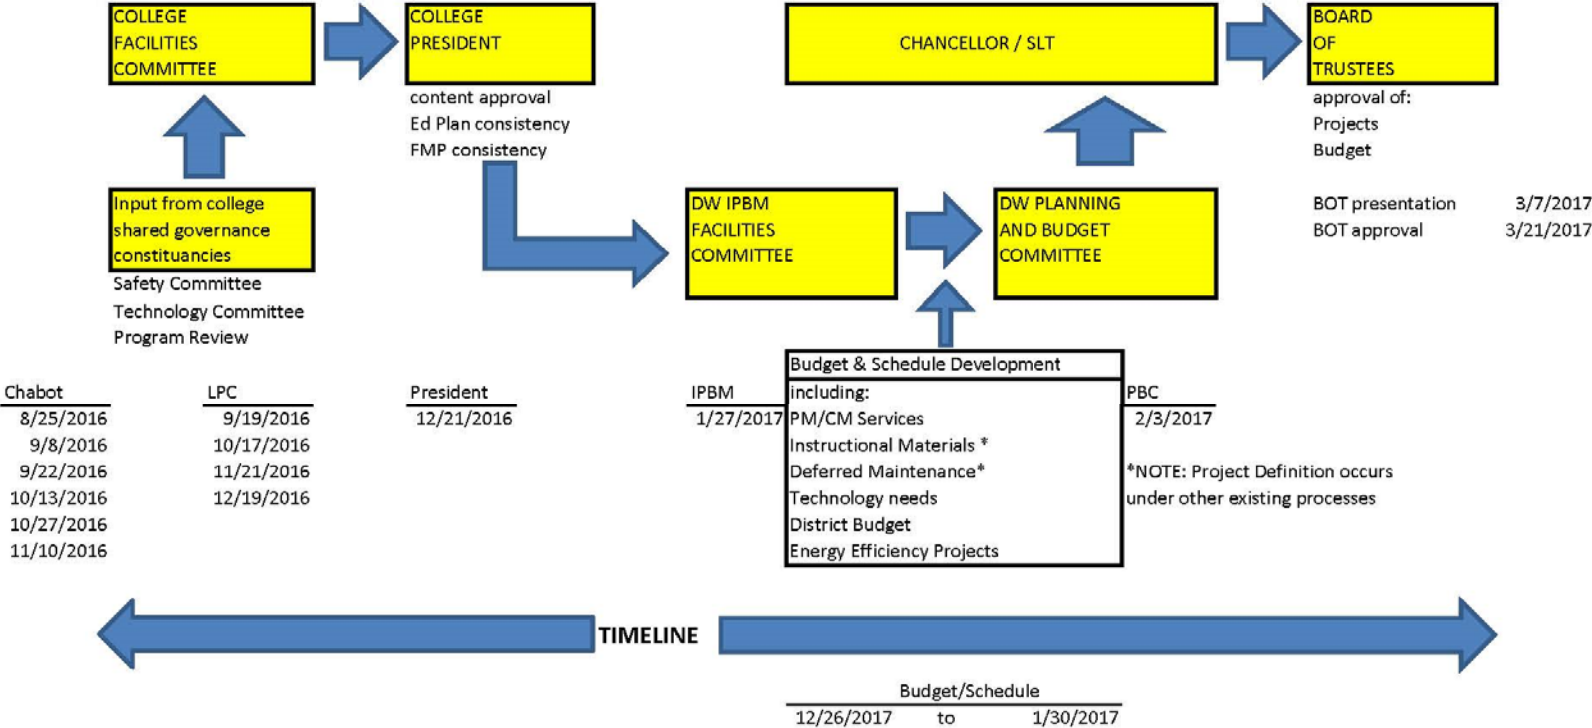 COLLEGE
FACILITIES
COMMITTEE
COLLEGE
PRESIDENT
CHANCELLOR / SLT
BOARD
OF
TRUSTEES
content approval
Ed Plan consistency
FMP consistency
approval of:
Projects
Budget
Input from college
shared governance
constituancies
DW IPBM
FACILITIES
COMMITTEE
DW PLANNING
AND BUDGET
COMMITTEE
BOT presentation 3/7/2017
BOT approval 3/21/2017
Safety Committee
Technology Committee
Program Review
Chabot
8/25/2016
9/8/2016
9/22/2016
10/13/2016
10/27/2016
11/10/2016
LPC
9/19/2016
10/17/2016
11/21/2016
12/19/2016
President
12/21/2016
IPBM
1/27/2017
Budget & Schedule Development
including:
PM/CM Services
Instructional Materials *
Deferred Maintenance*
Technology needs
District Budget
Energy Efficiency Projects
PBC
2/3/2017
*NOTE: Project Definition occurs
under other existing processes
TIMELINE
Budget/Schedule
12/26/2017 to 1/30/2017